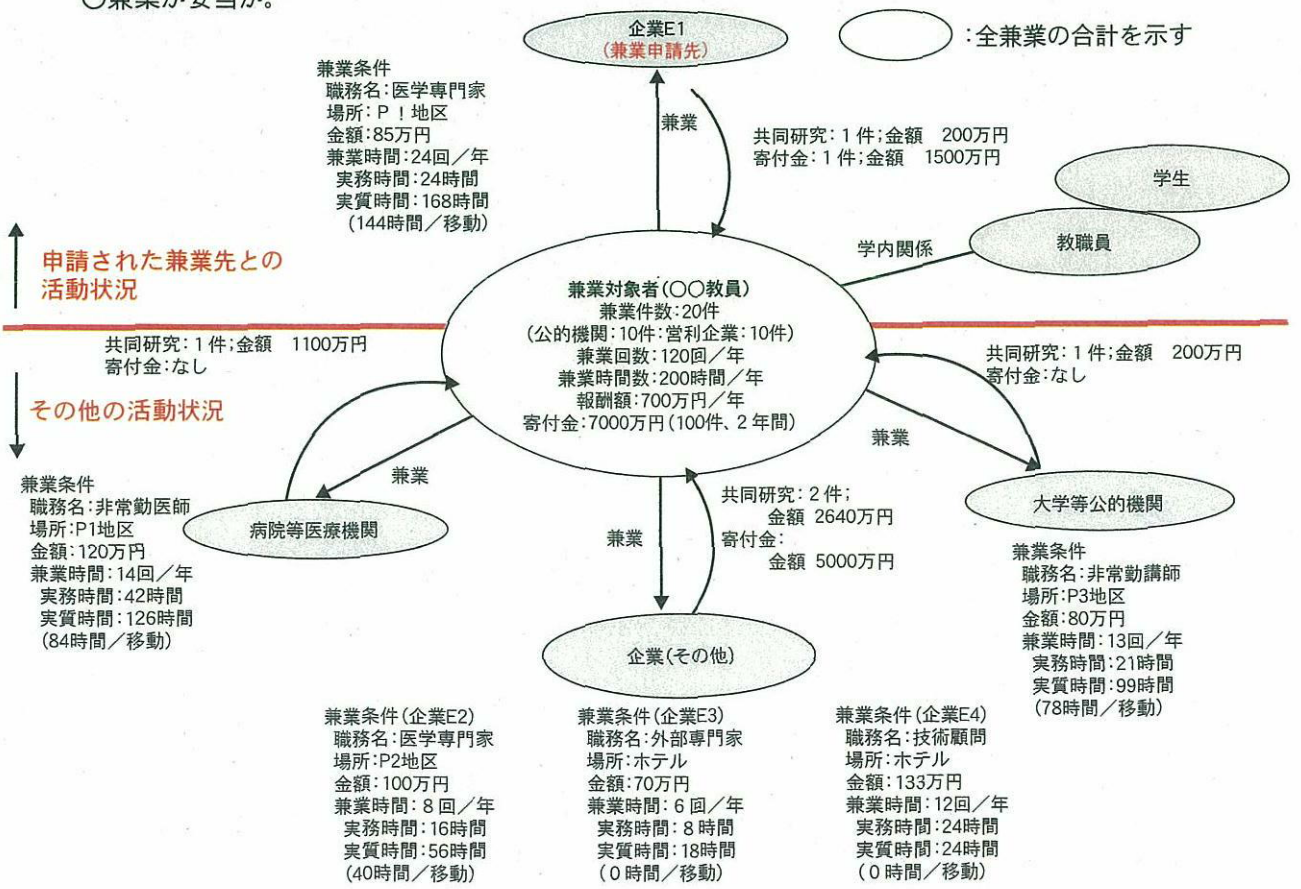 〇兼業が妥当か。
企業E1
(兼業申請先)
:全兼業の合計を示す
兼業条件
職務名:医学専門家
場所:P!地区
金額:85万円
兼業時間:24回/年
実務時間:24時間
実質時間:168時間
(144時間/移動)
兼業
共同研究:1件;金額 200万円
寄付金:1件;金額 1500万円
学生
教職員
学内関係
申請された兼業先との
活動状況
兼業対象者(〇〇教員)
兼業件数:20件
(公的機関:10件:営利企業:10件)
兼業回数:120回/年
兼業時間数:200時間/年
報酬額:700万円/年
寄付金:7000万円(100件、2年間)
共同研究:1件;金額 1100万円
寄付金:なし
共同研究:1件;金額 200万円
寄付金:なし
その他の活動状況
兼業
兼業
兼業条件
職務名:非常勤医師
場所:P1地区
金額:120万円
兼業時間:14回/年
実務時間:42時間
実質時間:126時間
(84時間/移動)
病院等医療機関
兼業
共同研究:2件;
金額 2640万円
寄付金:
金額 5000万円
大学等公的機関
兼業条件
職務名:非常勤講師
場所:P3地区
金額:80万円
兼業時間:13回/年
実務時間:21時間
実質時間:99時間
(78時間/移動)
企業(その他)
兼業条件(企業E2)
職務名:医学専門家
場所:P2地区
金額:100万円
兼業時間:8回/年
実務時間:16時間
実質時間:56時間
(40時間/移動)
兼業条件(企業E3)
職務名:外部専門家
場所:ホテル
金額:70万円
兼業時間:6回/年
実務時間:8時間
実質時間:18時間
(0時間/移動)
兼業条件(企業E4)
職務名:技術顧問
場所:ホテル
金額:133万円
兼業時間:12回/年
実務時間:24時間
実質時間:24時間
(0時間/移動)